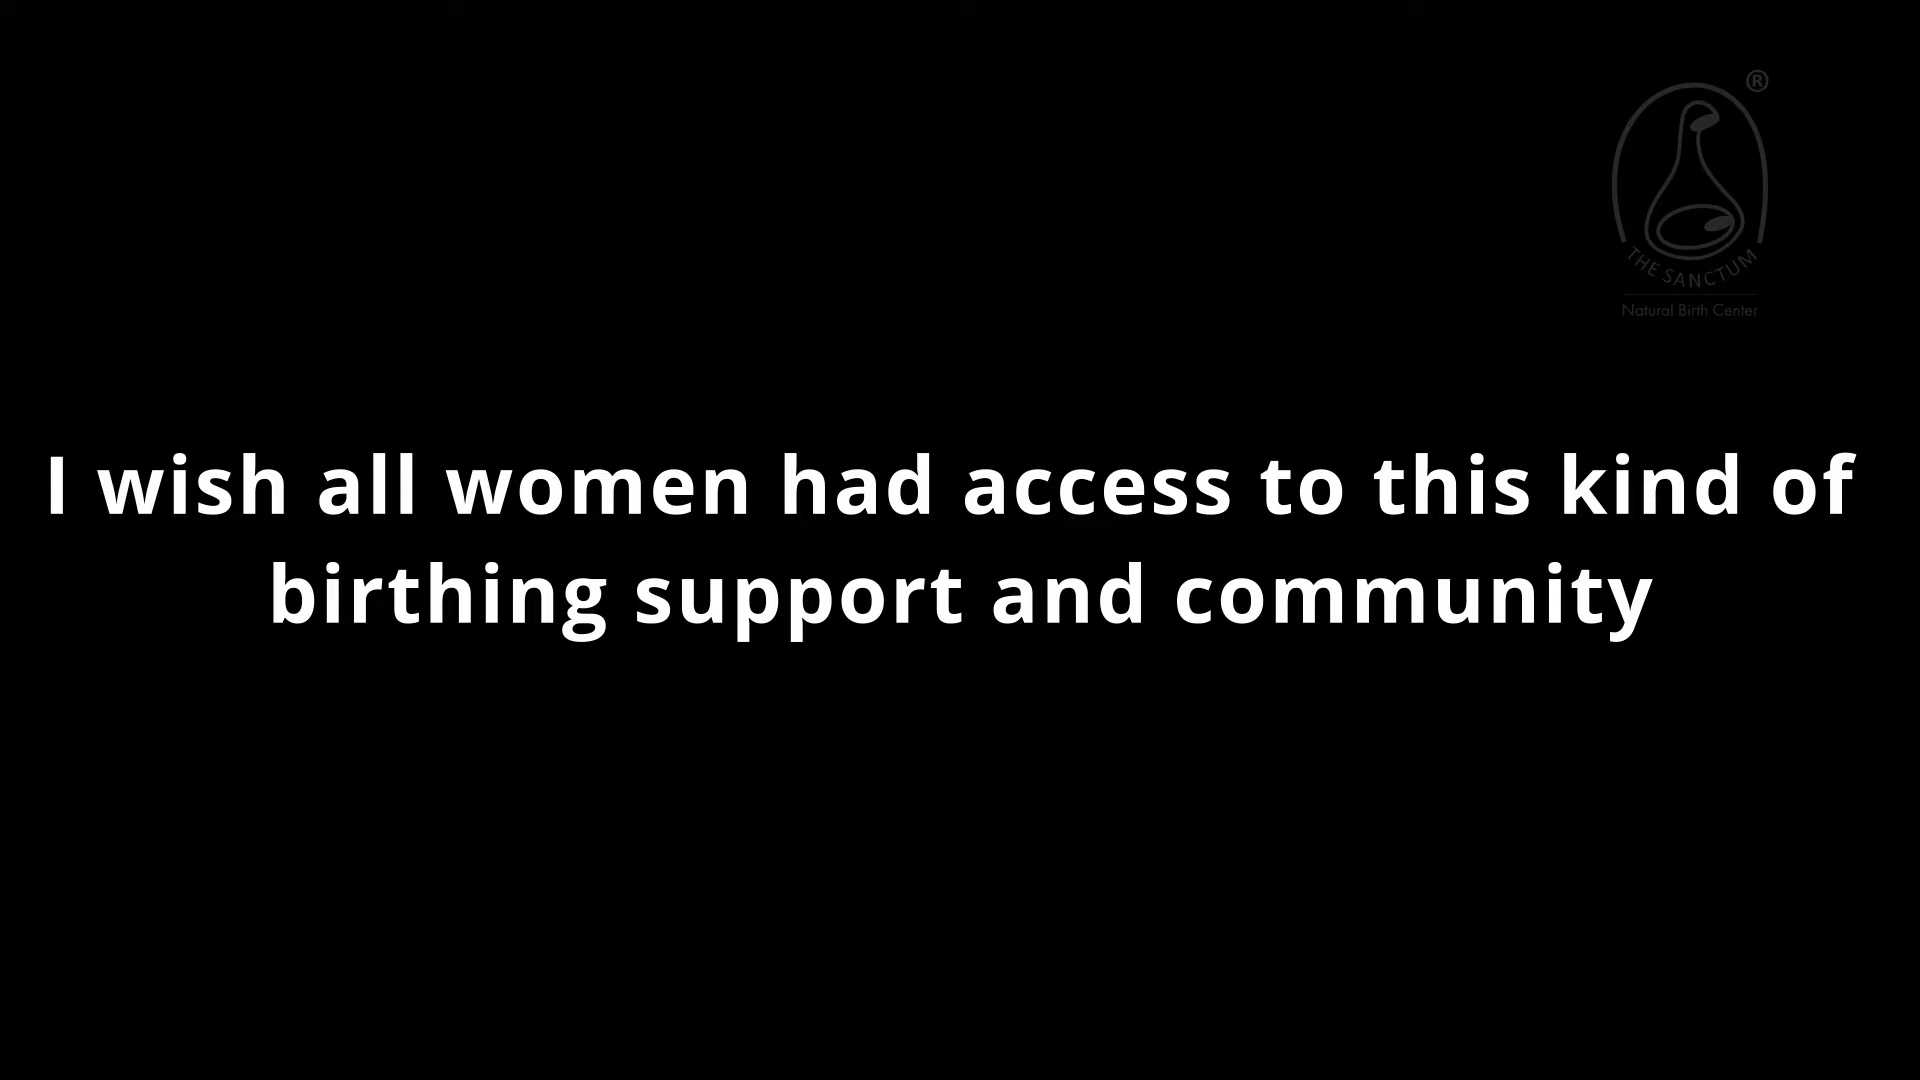 ®
THE SANCTUM
Natural Birth Center
I wish all women had access to this kind of
birthing support and community